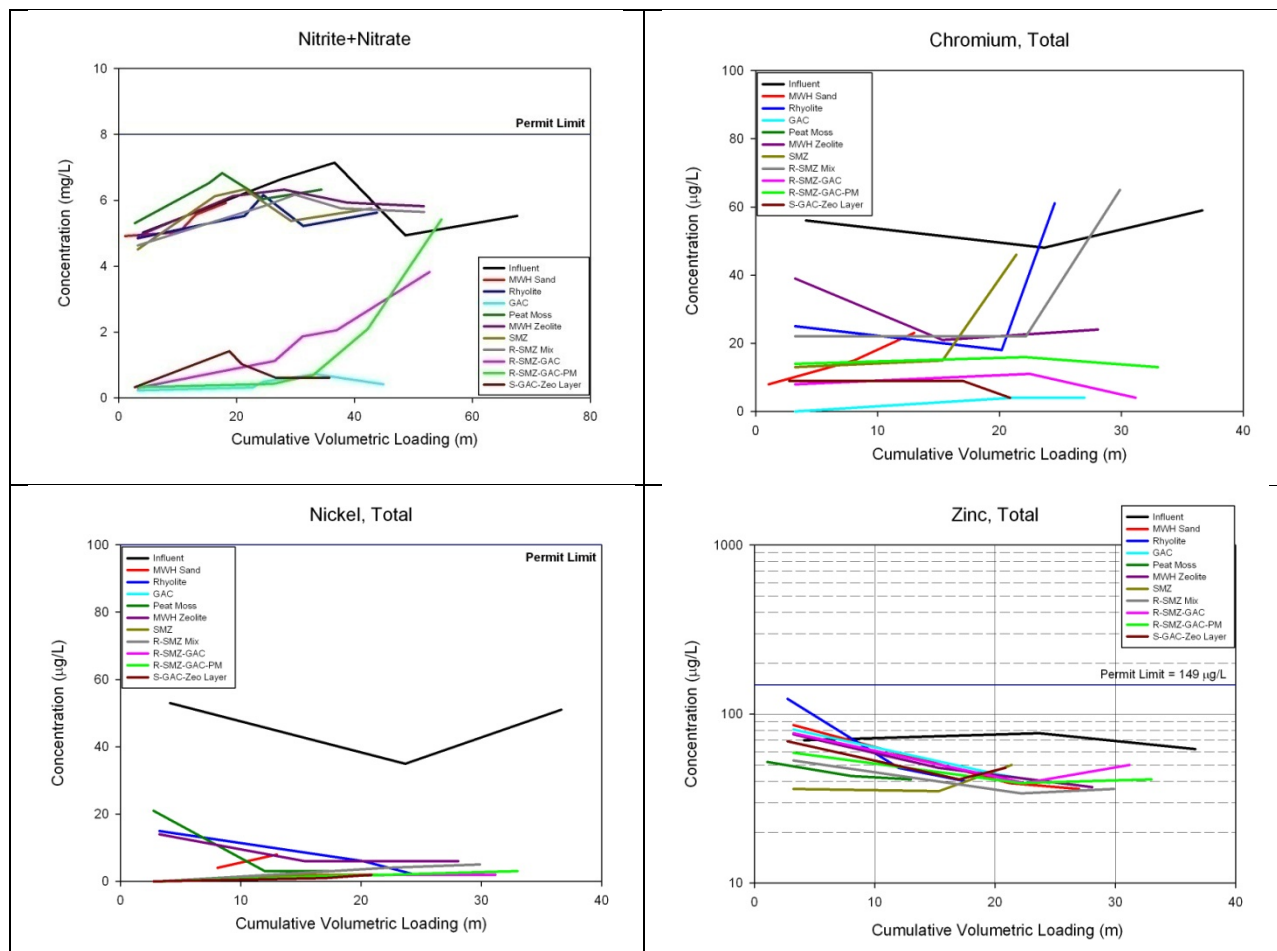 Nitrite+Nitrate
10
8
6
4
2
0
Concentration (mg/L)
Permit Limit
Influent
MWH Sand
Rhyolite
GAC
Peat Moss
MWH Zeolite
SMZ
R-SMZ Mix
R-SMZ-GAC
R-SMZ-GAC-PM
S-GAC-Zeo Layer
0 20 40 60 80
Cumulative Volumetric Loading (m)
Chromium, Total
100
80
60
40
20
0
Concentration (µg/L)
Influent
MWH Sand
Rhyolite
GAC
Peat Moss
MWH Zeolite
SMZ
R-SMZ Mix
R-SMZ-GAC
R-SMZ-GAC-PM
S-GAC-Zeo Layer
0 10 20 30 40
Cumulative Volumetric Loading (m)
Nickel, Total
100
80
60
40
20
0
Concentration (µg/L)
Permit Limit
Influent
MWH Sand
Rhyolite
GAC
Peat Moss
MWH Zeolite
SMZ
R-SMZ Mix
R-SMZ-GAC
R-SMZ-GAC-PM
S-GAC-Zeo Layer
0 10 20 30 40
Cumulative Volumetric Loading (m)
Zinc, Total
1000
100
10
Concentration (µg/L)
Influent
MWH Sand
Rhyolite
GAC
Peat Moss
MWH Zeolite
SMZ
R-SMZ Mix
R-SMZ-GAC
R-SMZ-GAC-PM
S-GAC-Zeo Layer
Permit Limit = 149 µg/L
0 10 20 30 40
Cumulative Volumetric Loading (m)